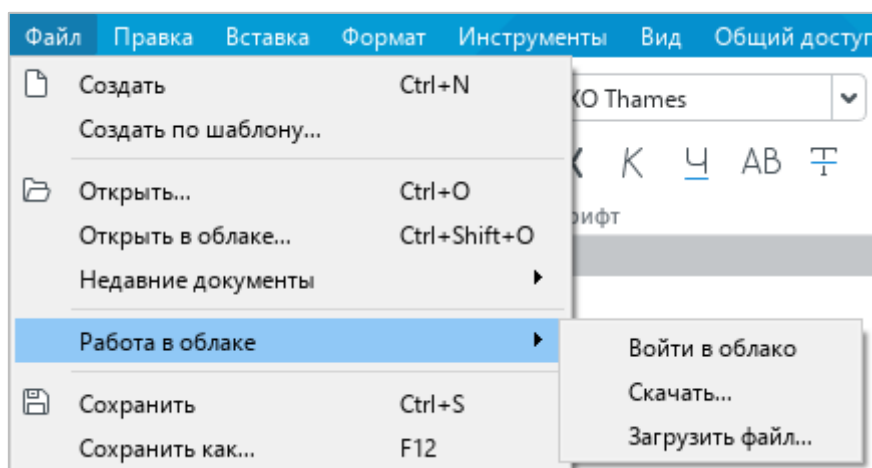 Файл Правка Вставка Формат Инструменты Вид Общий доступ
Создать Ctrl+N
XO Thames
Создать по шаблону...
К Ч АВ Т
Открыть... Ctrl+O
Открыть в облаке... Ctrl+Shift+O
Недавние документы
Работа в облаке
Войти в облако
Скачать...
Загрузить файл...
Сохранить Ctrl+S
Сохранить как... F12